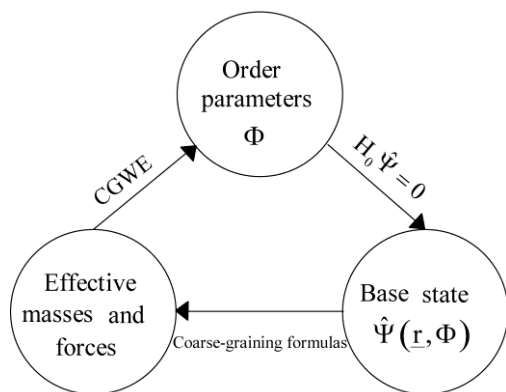 Order
parameters
Φ
CGWE
H₀ Ψ̂ = 0
Effective
masses and
forces
Coarse-graining formulas
Base state
Ψ̂(r̲,Φ)